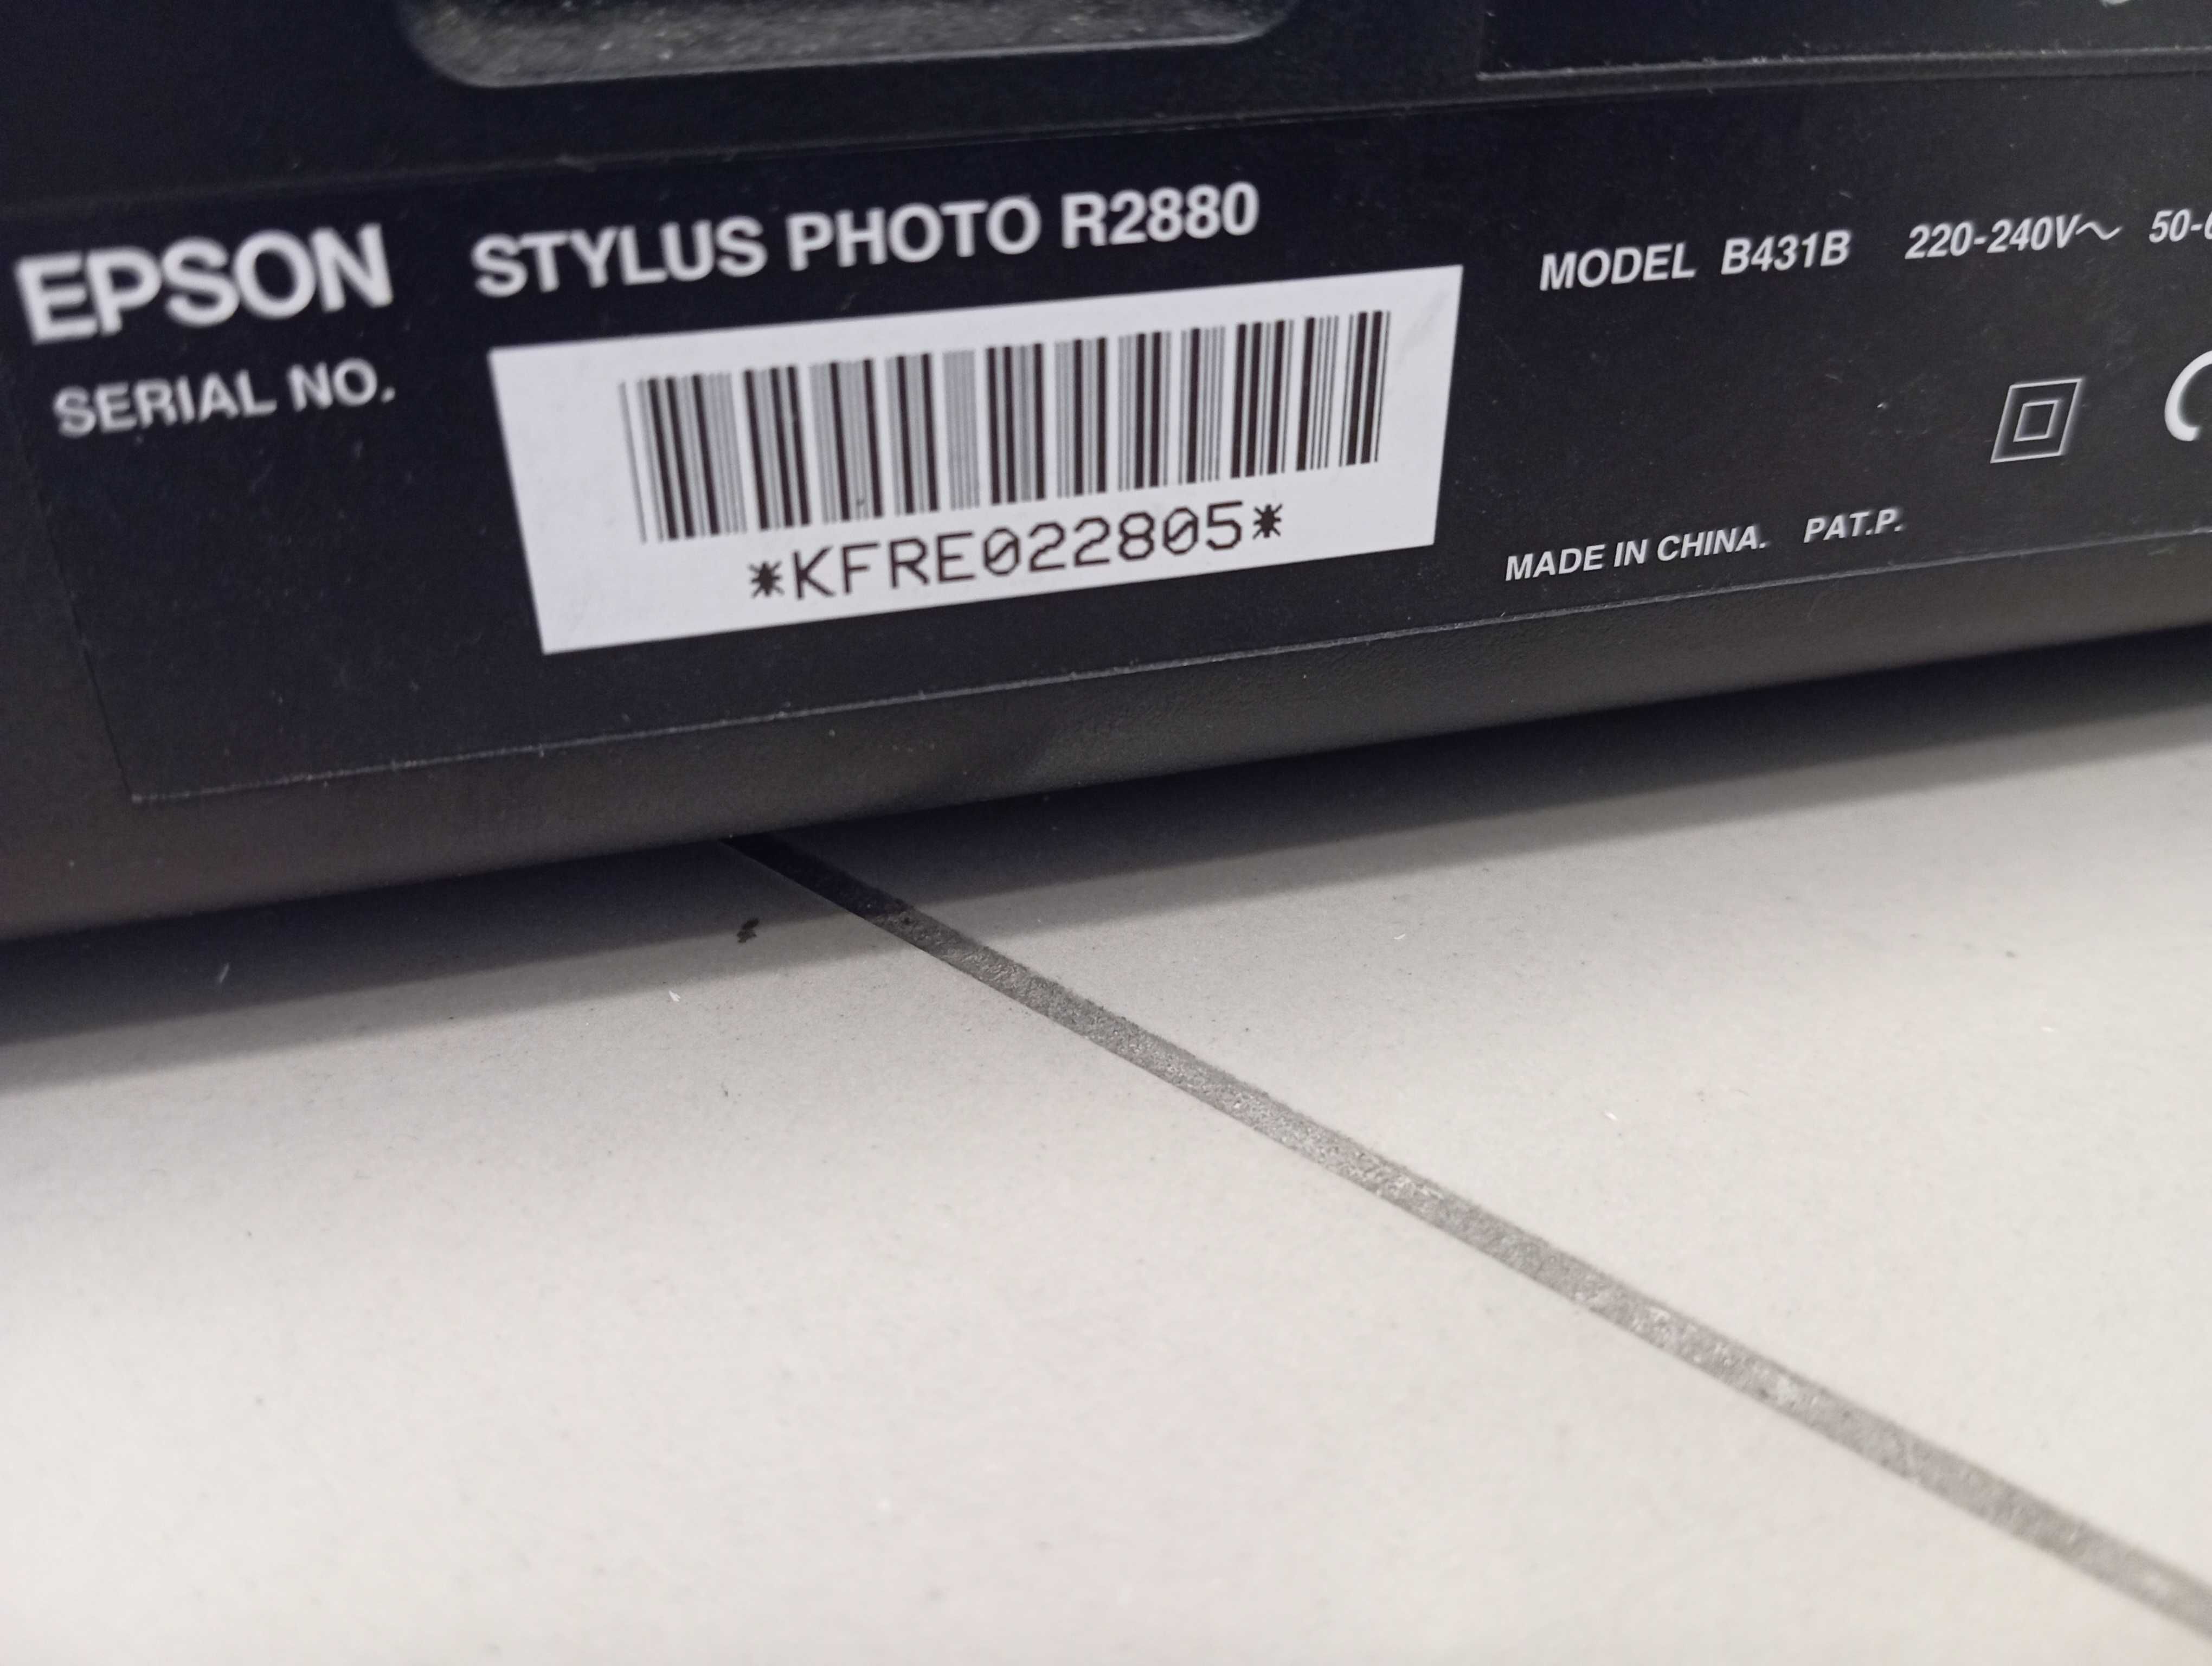 EPSON STYLUS PHOTO R2880
MODEL B431B 220-240V～
SERIAL NO.
*KFRE022805*
MADE IN CHINA. PAT.P.